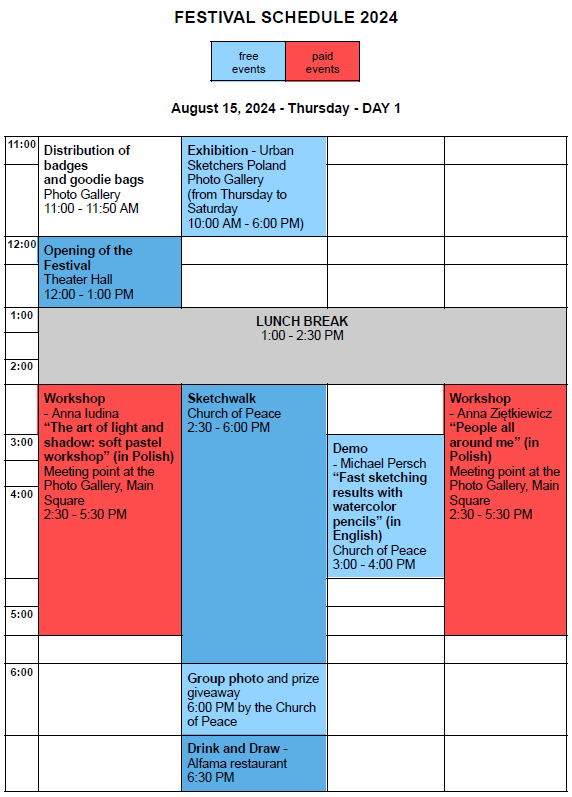 FESTIVAL SCHEDULE 2024
free
events
paid
events
August 15, 2024 - Thursday - DAY 1
11:00
Distribution of
badges
and goodie bags
Photo Gallery
11:00 - 11:50 AM
Exhibition - Urban
Sketchers Poland
Photo Gallery
(from Thursday to
Saturday
10:00 AM - 6:00 PM)
12:00
Opening of the
Festival
Theater Hall
12:00 - 1:00 PM
1:00
LUNCH BREAK
1:00 - 2:30 PM
2:00
Workshop
- Anna Iudina
“The art of light and
shadow: soft pastel
workshop” (in Polish)
Meeting point at the
Photo Gallery, Main
Square
2:30 - 5:30 PM
Sketchwalk
Church of Peace
2:30 - 6:00 PM
Workshop
- Anna Ziętkiewicz
“People all
around me” (in
Polish)
Meeting point at the
Photo Gallery, Main
Square
2:30 - 5:30 PM
3:00
Demo
- Michael Persch
“Fast sketching
results with
watercolor
pencils” (in
English)
Church of Peace
3:00 - 4:00 PM
4:00
5:00
6:00
Group photo and prize
giveaway
6:00 PM by the Church
of Peace
Drink and Draw -
Alfama restaurant
6:30 PM